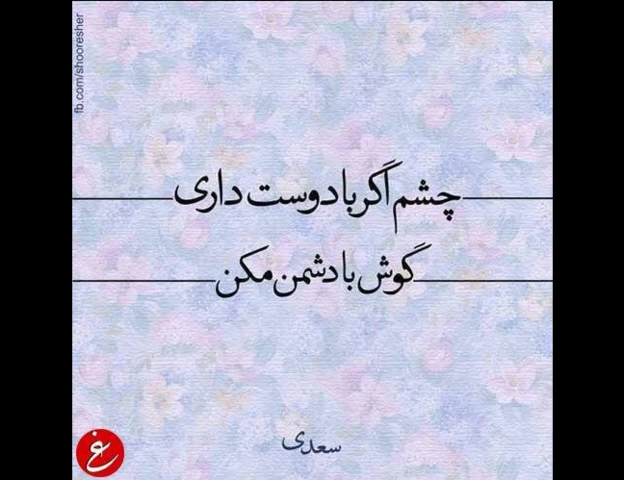 fb.com/shooresher
چشم اگر با دوست داری
گوش با دشمن مکن
سعدی
غ